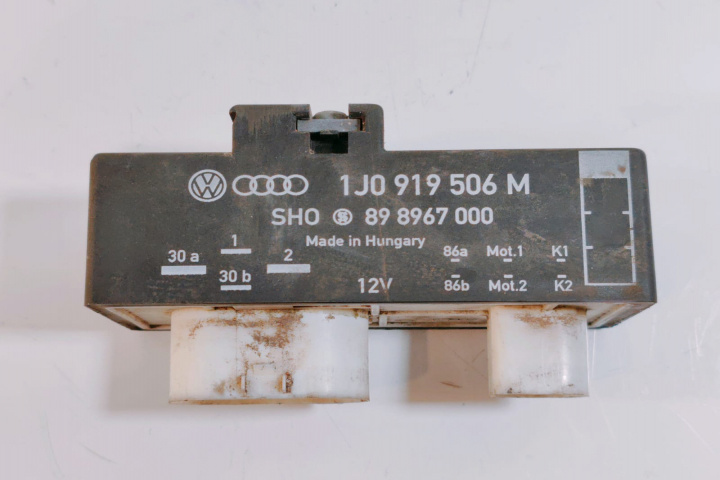 1J0 919 506 M
SHO 89 8967 000
Made in Hungary
30 a 1 2 86a Mot.1 K1
30 b 12V 86b Mot.2 K2